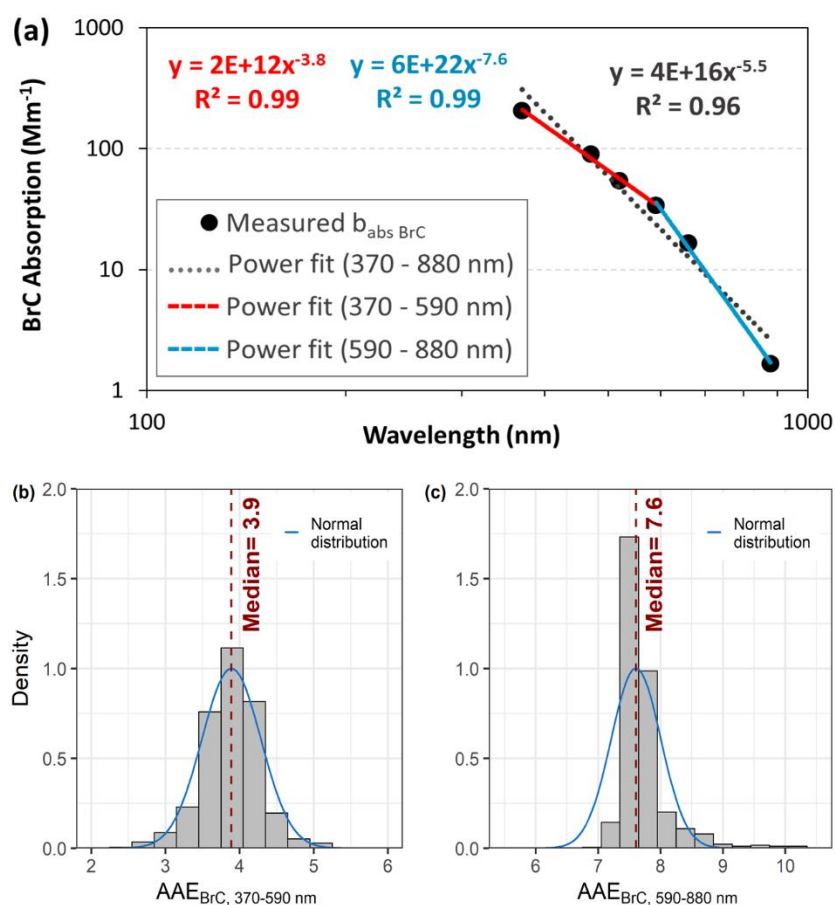 (a)
1000
100
10
1
BrC Absorption (Mm⁻¹)
y = 2E+12x⁻³·⁸
R² = 0.99
y = 6E+22x⁻⁷·⁶
R² = 0.99
y = 4E+16x⁻⁵·⁵
R² = 0.96
Measured b_abs BrC
Power fit (370 - 880 nm)
Power fit (370 - 590 nm)
Power fit (590 - 880 nm)
100
1000
Wavelength (nm)
(b)
2.0
1.5
1.0
0.5
0.0
Density
Median= 3.9
Normal
distribution
2 3 4 5 6
AAE_BrC, 370-590 nm
(c)
2.0
1.5
1.0
0.5
0.0
Median= 7.6
Normal
distribution
6 7 8 9 10
AAE_BrC, 590-880 nm